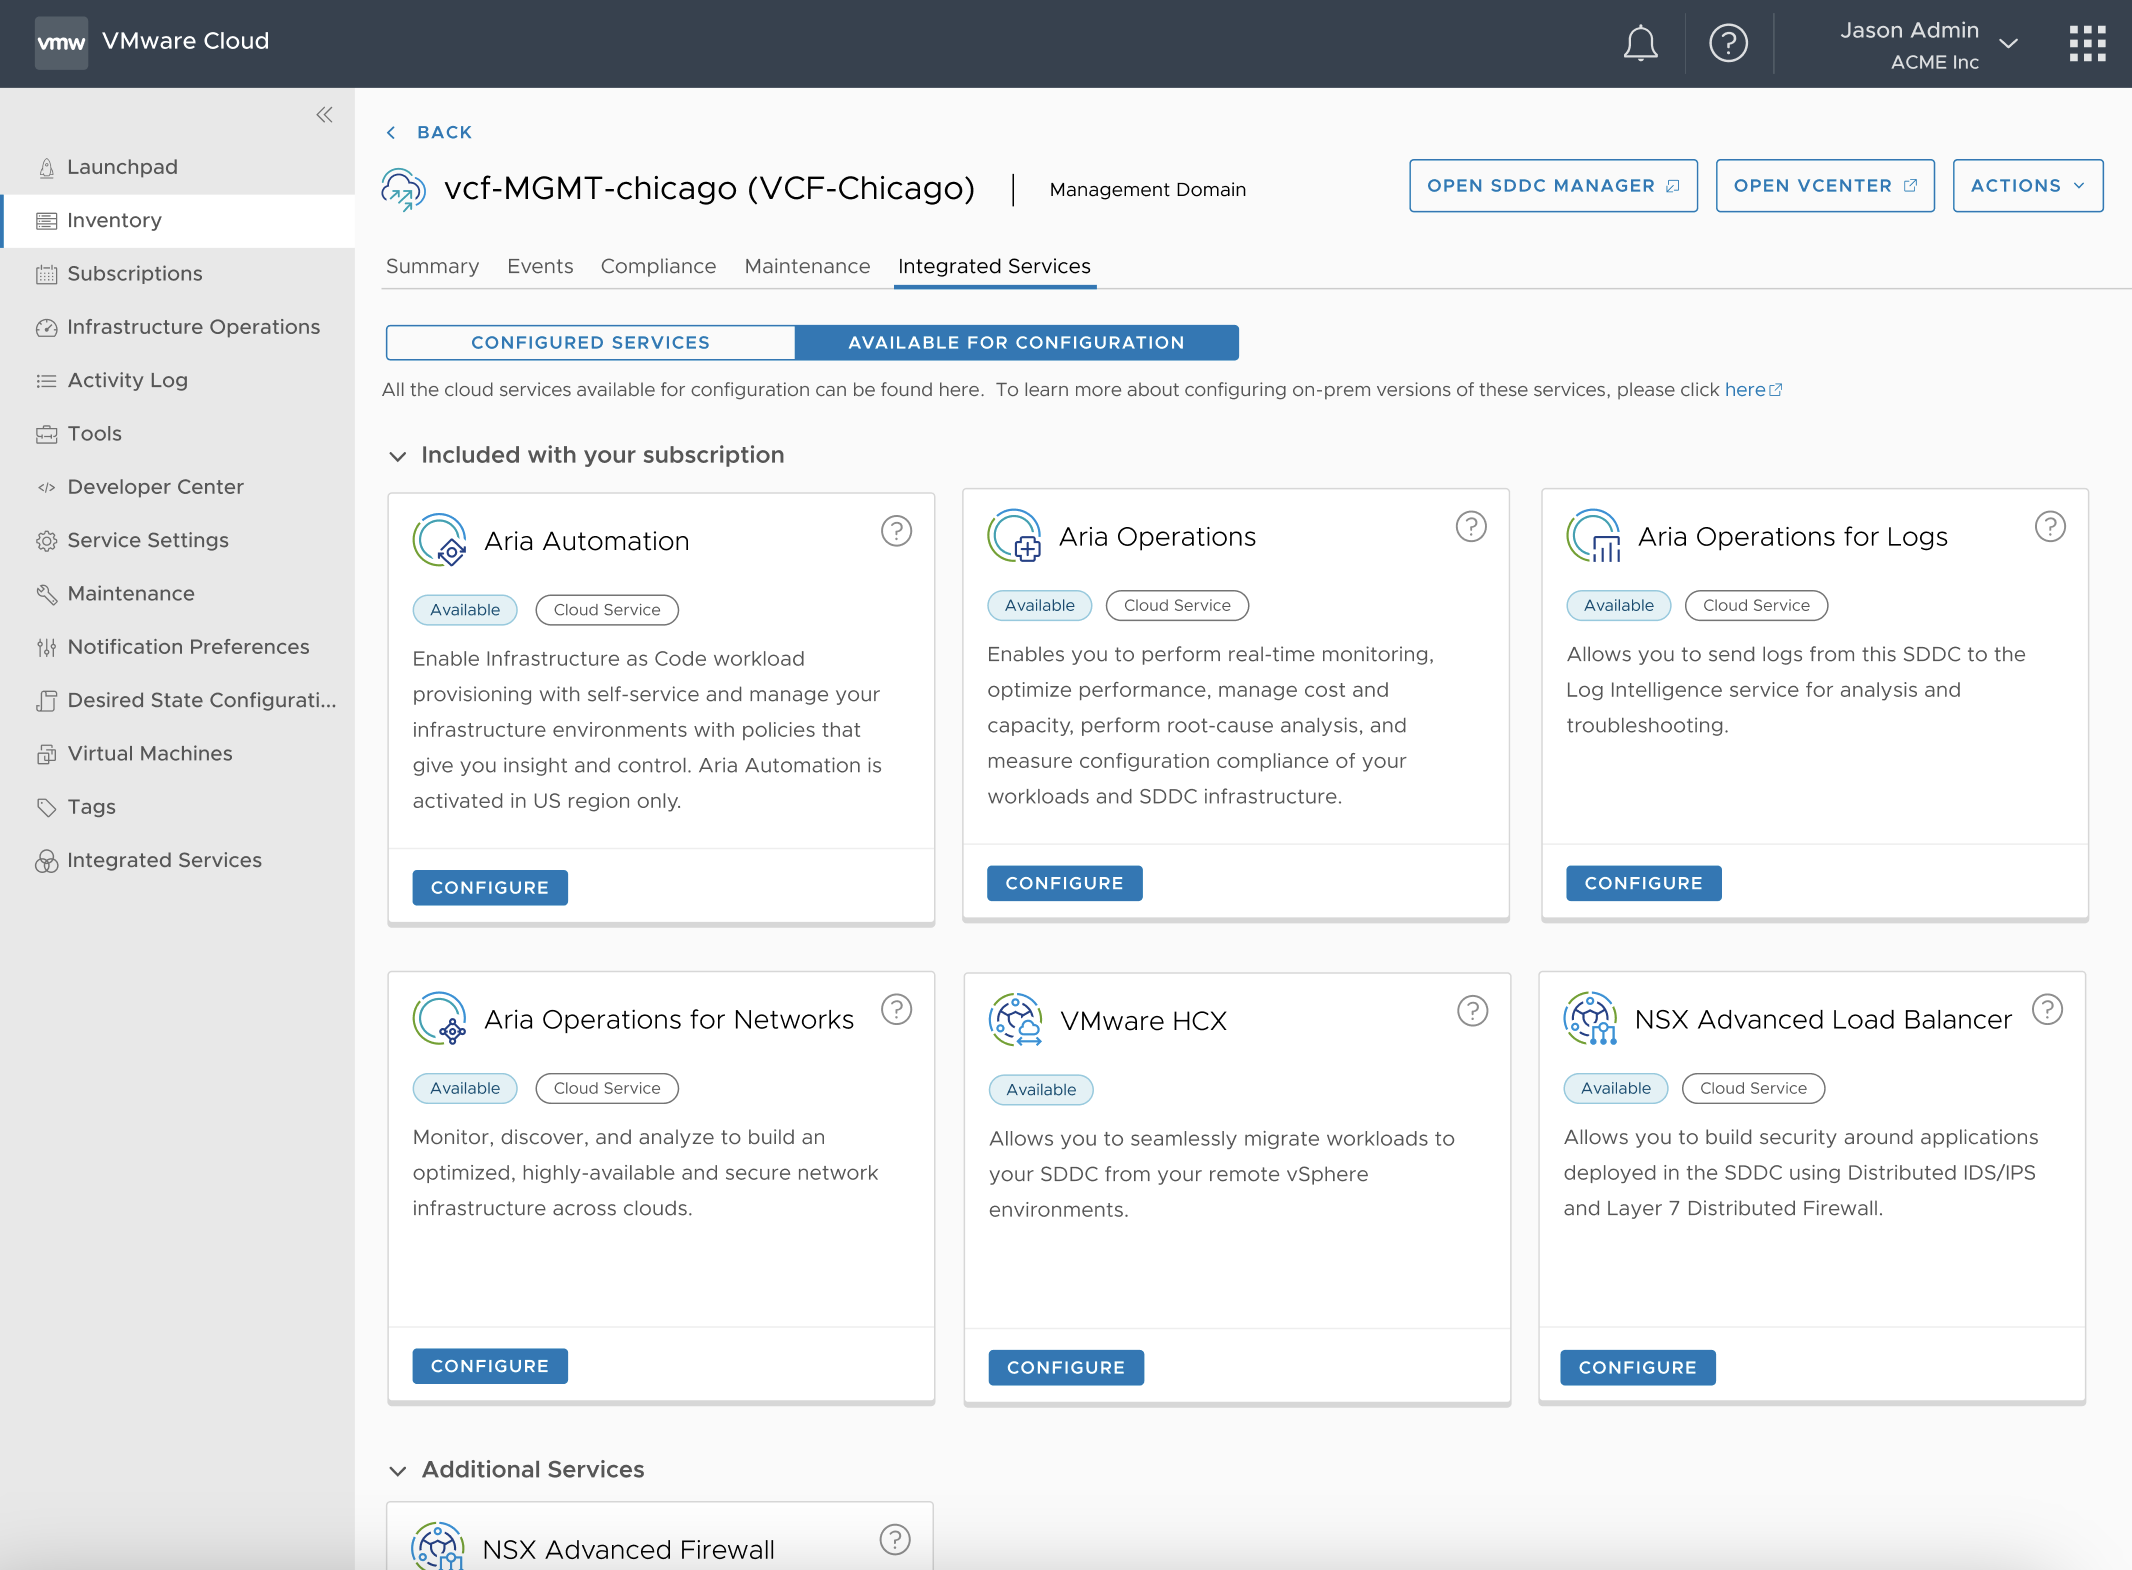 vmw VMware Cloud
Jason Admin
ACME Inc
Launchpad
Inventory
Subscriptions
Infrastructure Operations
Activity Log
Tools
Developer Center
Service Settings
Maintenance
Notification Preferences
Desired State Configurati...
Virtual Machines
Tags
Integrated Services
BACK
vcf-MGMT-chicago (VCF-Chicago)
Management Domain
OPEN SDDC MANAGER
OPEN VCENTER
ACTIONS
Summary
Events
Compliance
Maintenance
Integrated Services
CONFIGURED SERVICES
AVAILABLE FOR CONFIGURATION
All the cloud services available for configuration can be found here. To learn more about configuring on-prem versions of these services, please click here
Included with your subscription
Aria Automation
?
Available
Cloud Service
Enable Infrastructure as Code workload
provisioning with self-service and manage your
infrastructure environments with policies that
give you insight and control. Aria Automation is
activated in US region only.
CONFIGURE
Aria Operations
?
Available
Cloud Service
Enables you to perform real-time monitoring,
optimize performance, manage cost and
capacity, perform root-cause analysis, and
measure configuration compliance of your
workloads and SDDC infrastructure.
CONFIGURE
Aria Operations for Logs
?
Available
Cloud Service
Allows you to send logs from this SDDC to the
Log Intelligence service for analysis and
troubleshooting.
CONFIGURE
Aria Operations for Networks
?
Available
Cloud Service
Monitor, discover, and analyze to build an
optimized, highly-available and secure network
infrastructure across clouds.
CONFIGURE
VMware HCX
?
Available
Allows you to seamlessly migrate workloads to
your SDDC from your remote vSphere
environments.
CONFIGURE
NSX Advanced Load Balancer
?
Available
Cloud Service
Allows you to build security around applications
deployed in the SDDC using Distributed IDS/IPS
and Layer 7 Distributed Firewall.
CONFIGURE
Additional Services
NSX Advanced Firewall
?